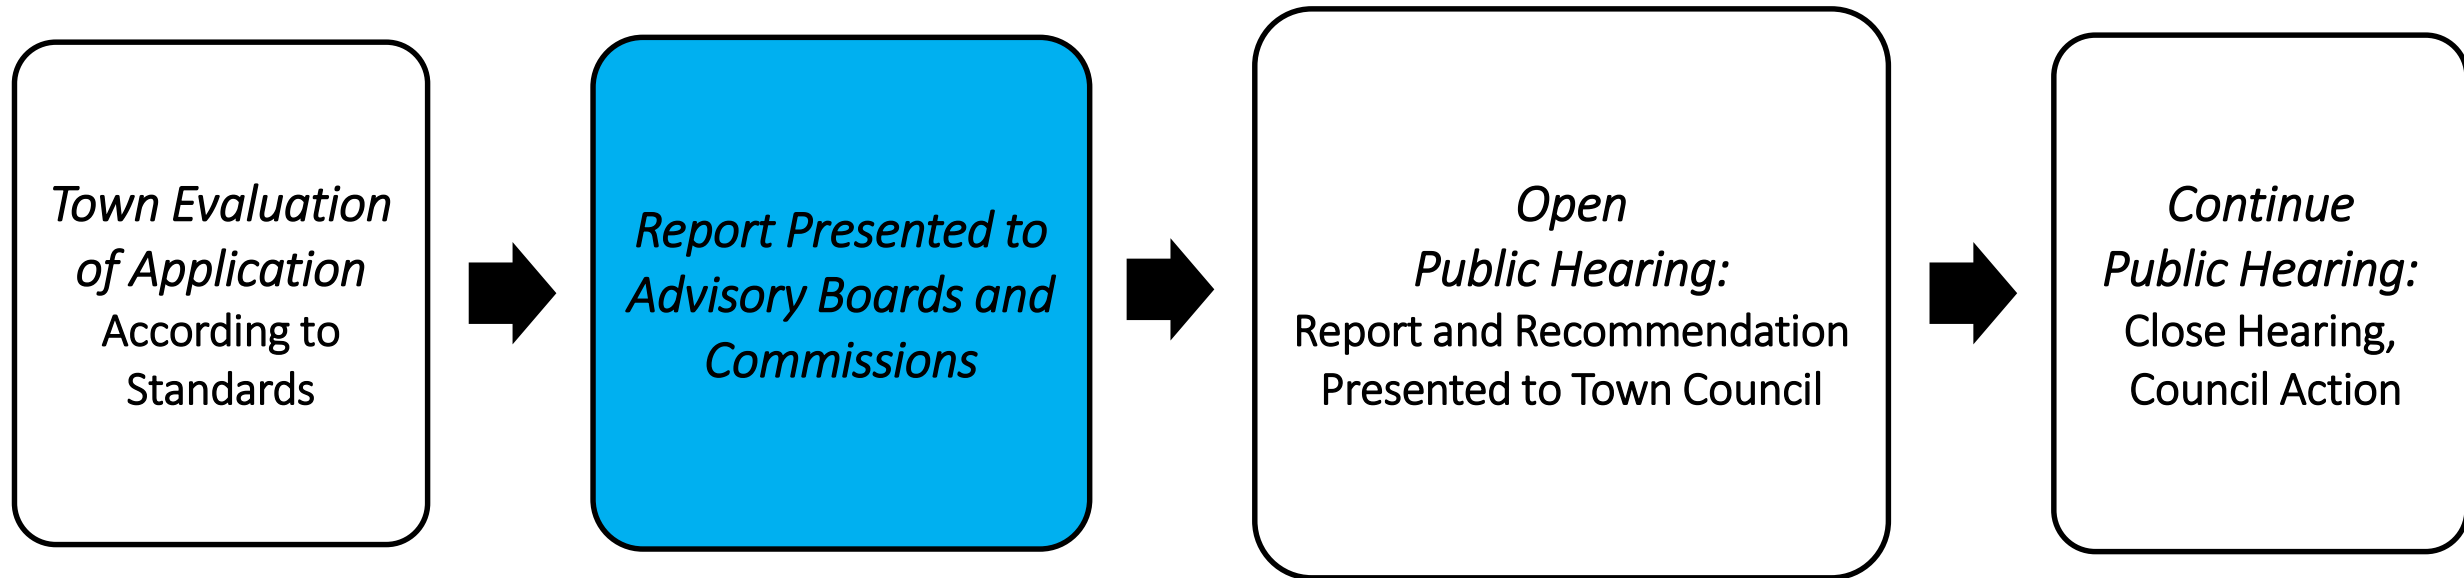 Town Evaluation
of Application
According to
Standards
Report Presented to
Advisory Boards and
Commissions
Open
Public Hearing:
Report and Recommendation
Presented to Town Council
Continue
Public Hearing:
Close Hearing,
Council Action